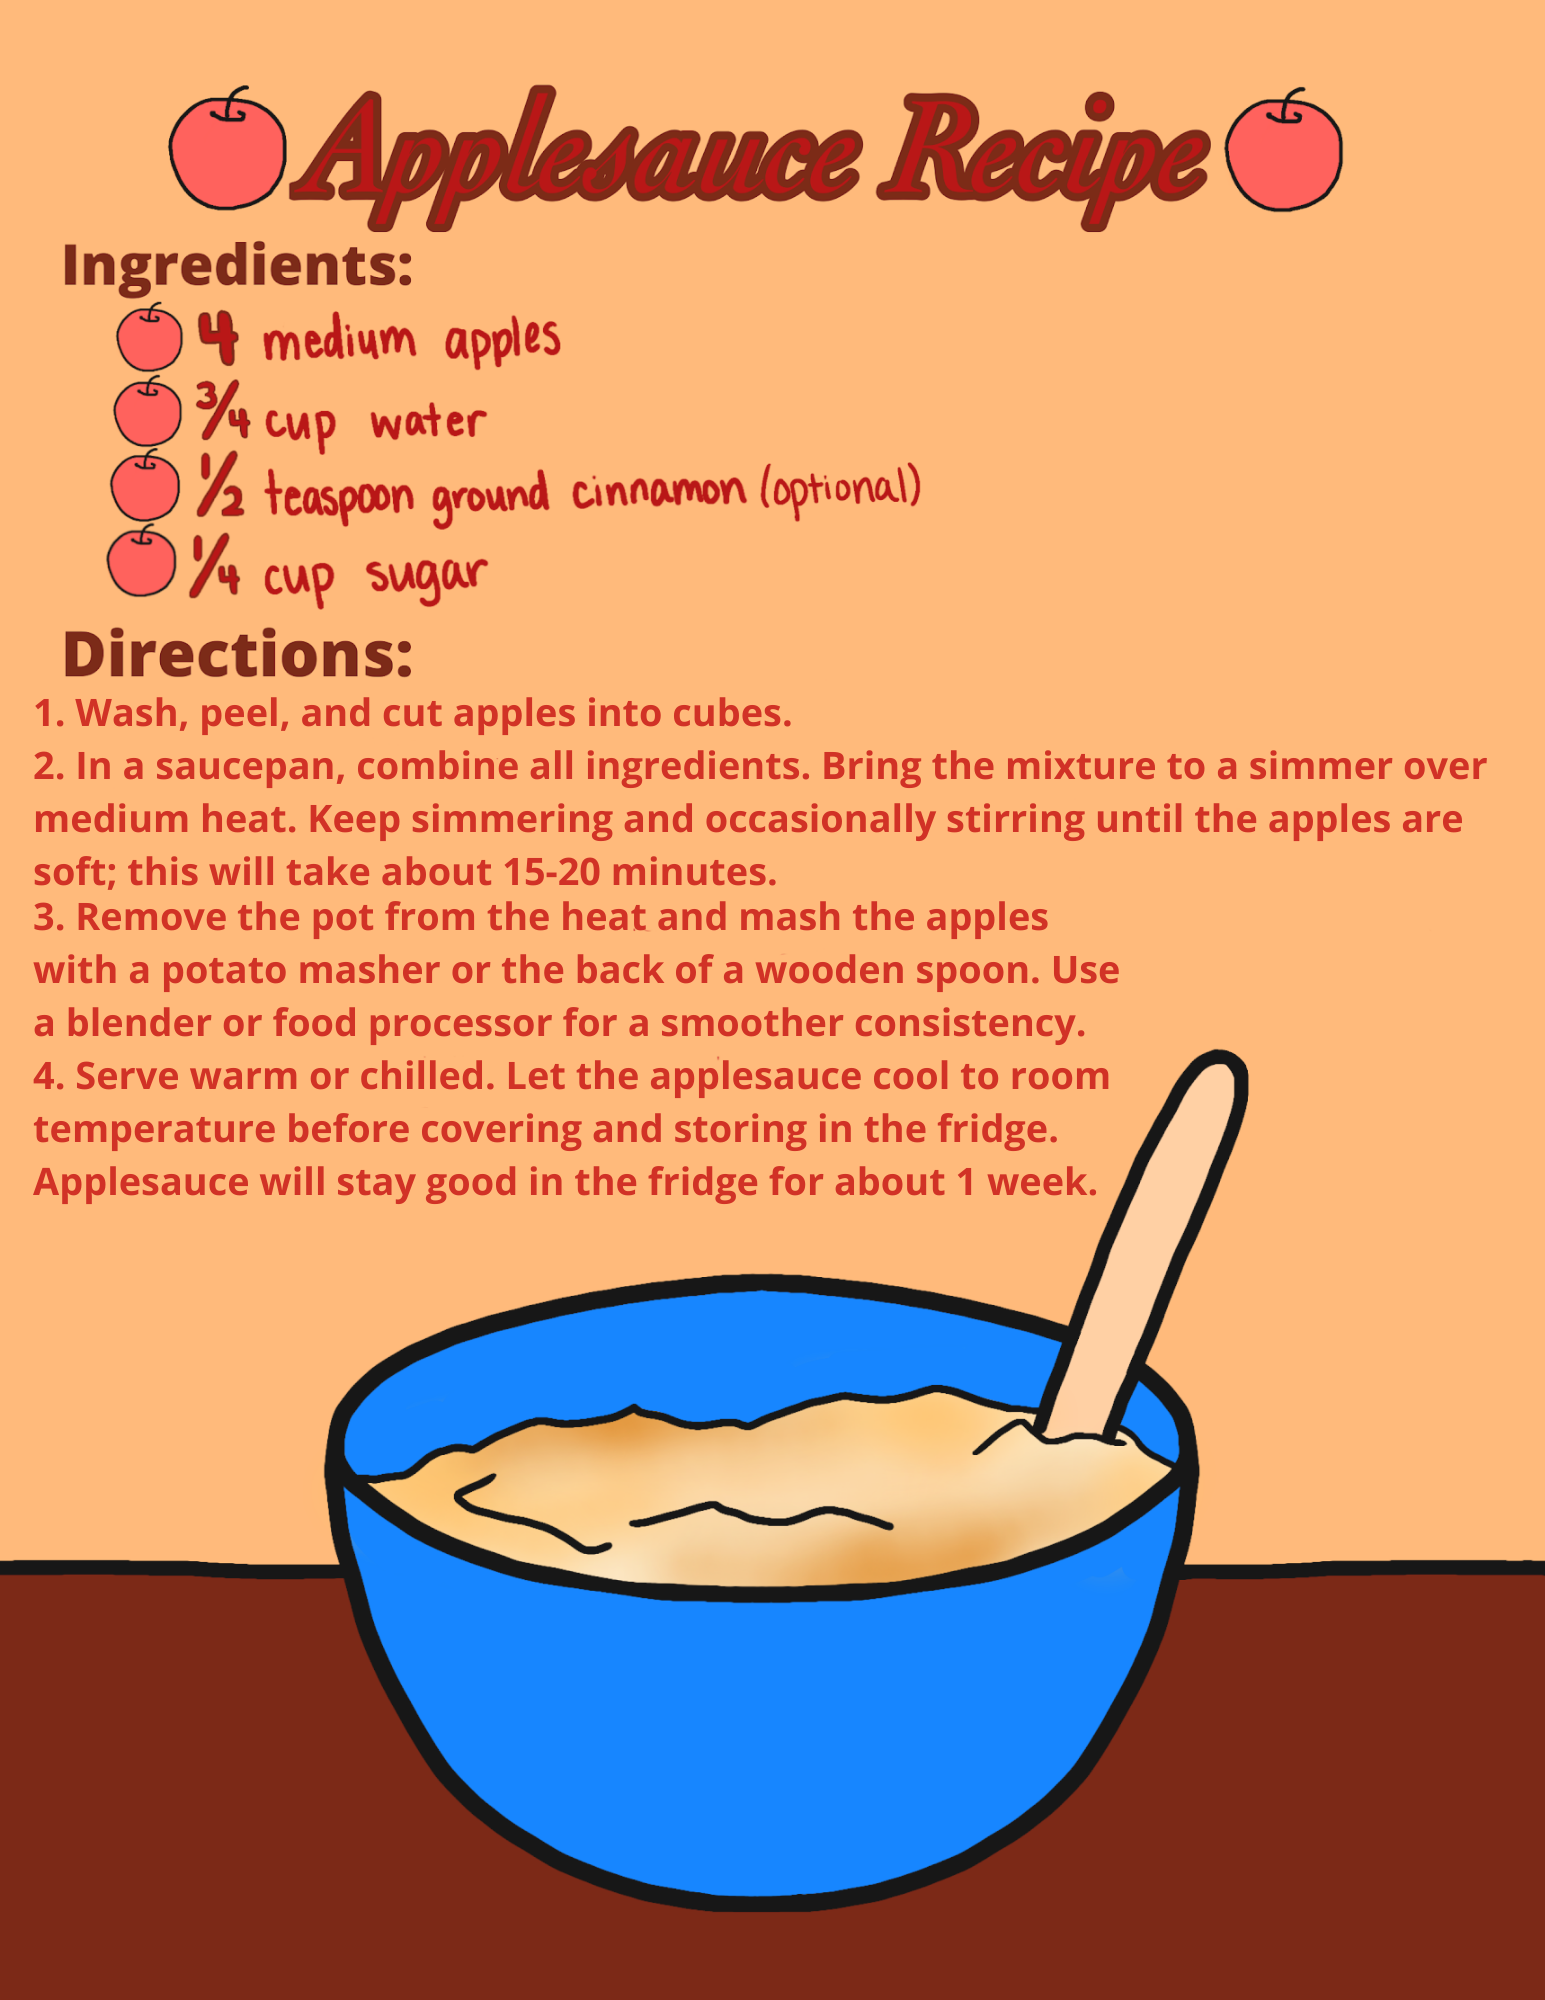 Applesauce Recipe
Ingredients:
4 medium apples
3/4 cup water
1/2 teaspoon ground cinnamon (optional)
1/4 cup sugar
Directions:
1. Wash, peel, and cut apples into cubes.
2. In a saucepan, combine all ingredients. Bring the mixture to a simmer over
medium heat. Keep simmering and occasionally stirring until the apples are
soft; this will take about 15-20 minutes.
3. Remove the pot from the heat and mash the apples
with a potato masher or the back of a wooden spoon. Use
a blender or food processor for a smoother consistency.
4. Serve warm or chilled. Let the applesauce cool to room
temperature before covering and storing in the fridge.
Applesauce will stay good in the fridge for about 1 week.